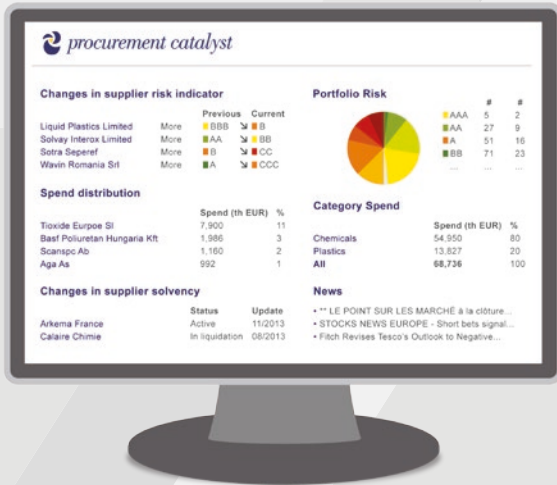 procurement catalyst
Changes in supplier risk indicator
Previous Current
Liquid Plastics Limited More BBB B
Solvay Interox Limited More AA BB
Sotra Seperef More B CC
Wavin Romania Srl More A CCC
Spend distribution
Spend (th EUR) %
Tioxide Eurpoe Sl 7,900 11
Basf Poliuretan Hungaria Kft 1,986 3
Scanspc Ab 1,160 2
Aga As 992 1
Changes in supplier solvency
Status Update
Arkema France Active 11/2013
Calaire Chimie In liquidation 08/2013
Portfolio Risk
# #
AAA 5 2
AA 27 9
A 51 16
BB 71 23
... ... ...
Category Spend
Spend (th EUR) %
Chemicals 54,950 80
Plastics 13,827 20
All 68,736 100
News
• ** LE POINT SUR LES MARCHÉ à la clôture...
• STOCKS NEWS EUROPE - Short bets signal...
• Fitch Revises Tesco's Outlook to Negative...